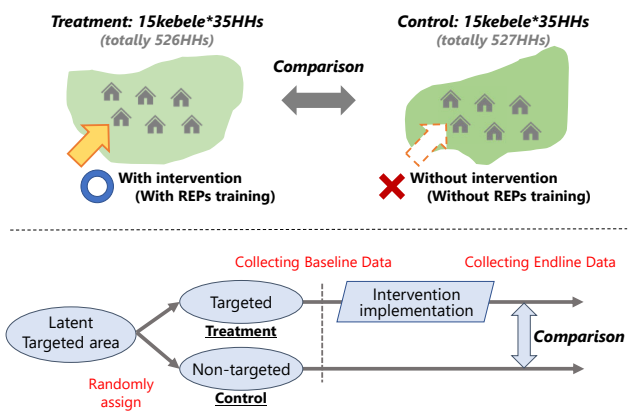 Treatment: 15kebele*35HHs
(totally 526HHs)
Control: 15kebele*35HHs
(totally 527HHs)
Comparison
With intervention
(With REPs training)
Without intervention
(Without REPs training)
Collecting Baseline Data
Collecting Endline Data
Targeted
Treatment
Intervention
implementation
Latent
Targeted area
Comparison
Randomly
assign
Non-targeted
Control